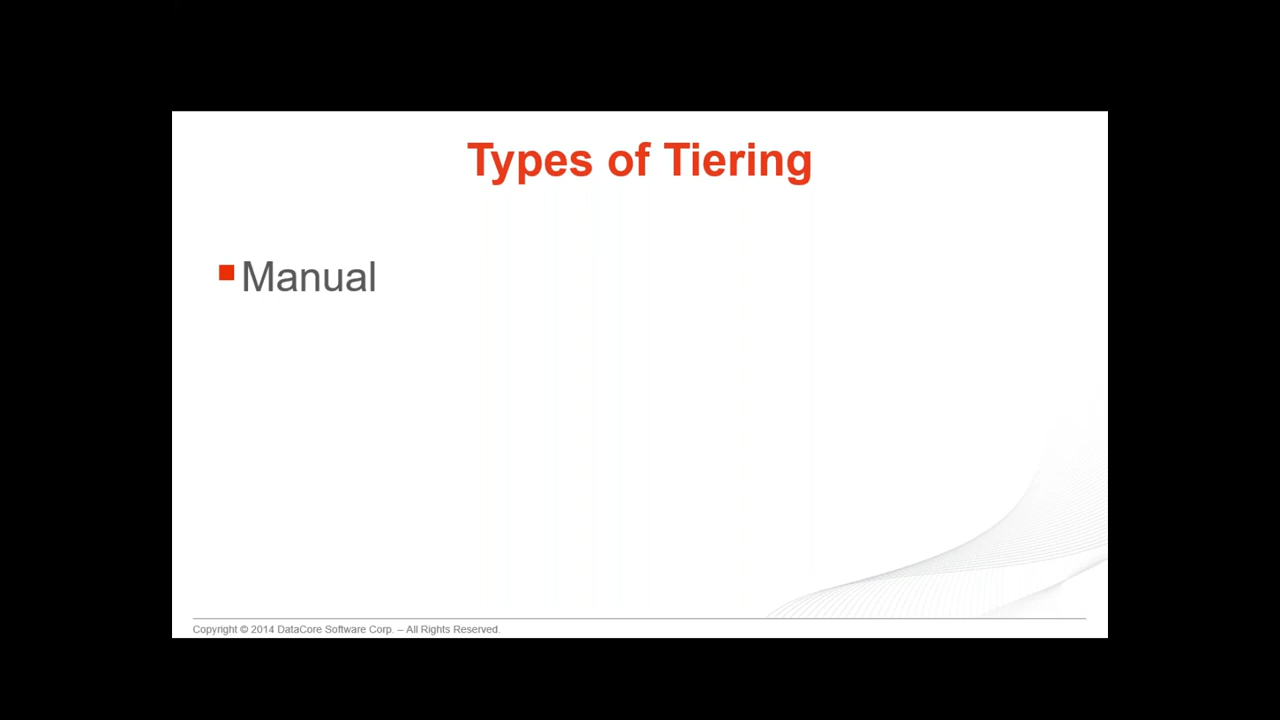 Types of Tiering
Manual
Copyright © 2014 DataCore Software Corp. – All Rights Reserved.